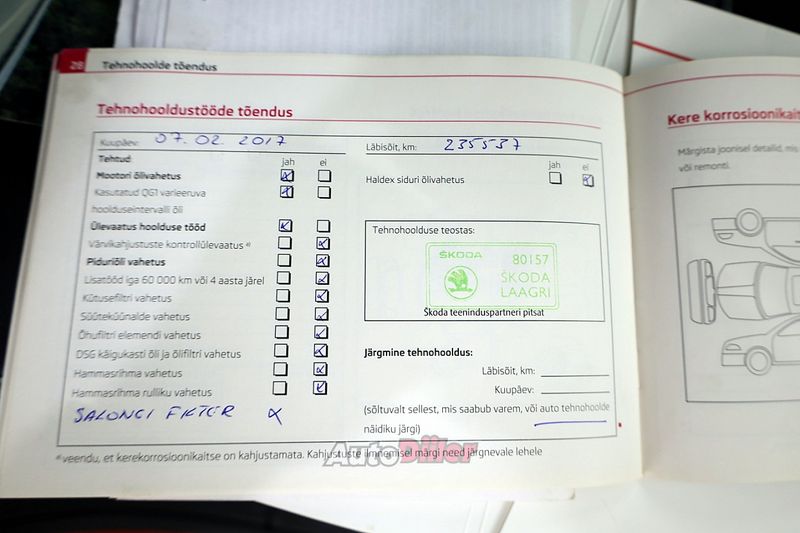 28 Tehnohoolde tõendus
Tehnohooldustööde tõendus
Kuupäev: 07.02.2017
Läbisõit, km: 235537
Tehtud: jah ei
Mootori õlivahetus
Kasutatud QG1 varieeruva
hoolduseintervalli õli
Ülevaatus hoolduse tööd
Värvikahjustuste kontrollülevaatus a)
Piduriõli vahetus
Lisatööd iga 60 000 km või 4 aasta järel
Kütusefiltri vahetus
Süüteküünalde vahetus
Õhufiltri elemendi vahetus
DSG käigukasti õli ja õlifiltri vahetus
Hammasrihma vahetus
Hammasrihma rulliku vahetus
SALONGI FILTER X
jah ei
Haldex siduri õlivahetus
Tehnohoolduse teostas:
ŠKODA 80157
ŠKODA
LAAGRI
Škoda teeninduspartneri pitsat
Järgmine tehnohooldus:
Läbisõit, km:
Kuupäev:
(sõltuvalt sellest, mis saabub varem, või auto tehnohoolde
näidiku järgi)
a) veendu, et kerekorrosioonikaitse on kahjustamata. Kahjustuste ilmnemisel märgi need järgnevale lehele
AutoDiiler
Kere korrosioonikait
Märgista joonisel detailid, mis
või remonti.